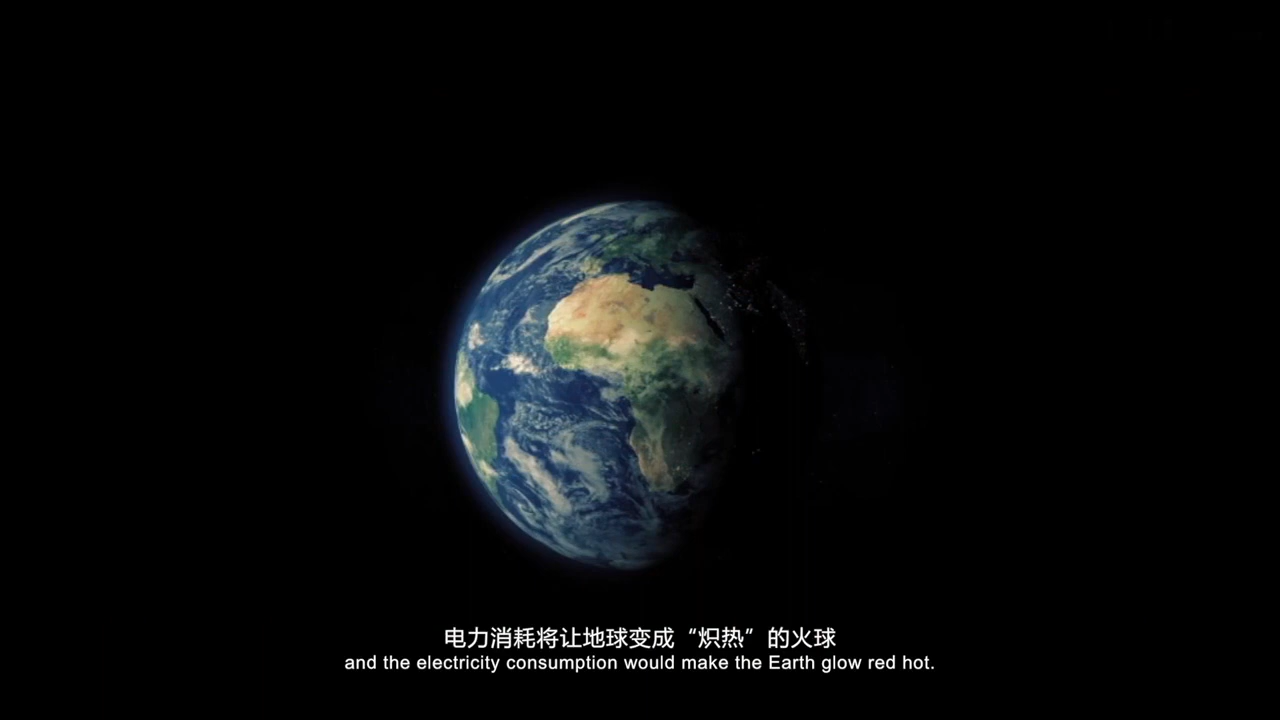 电力消耗将让地球变成“炽热”的火球
and the electricity consumption would make the Earth glow red hot.